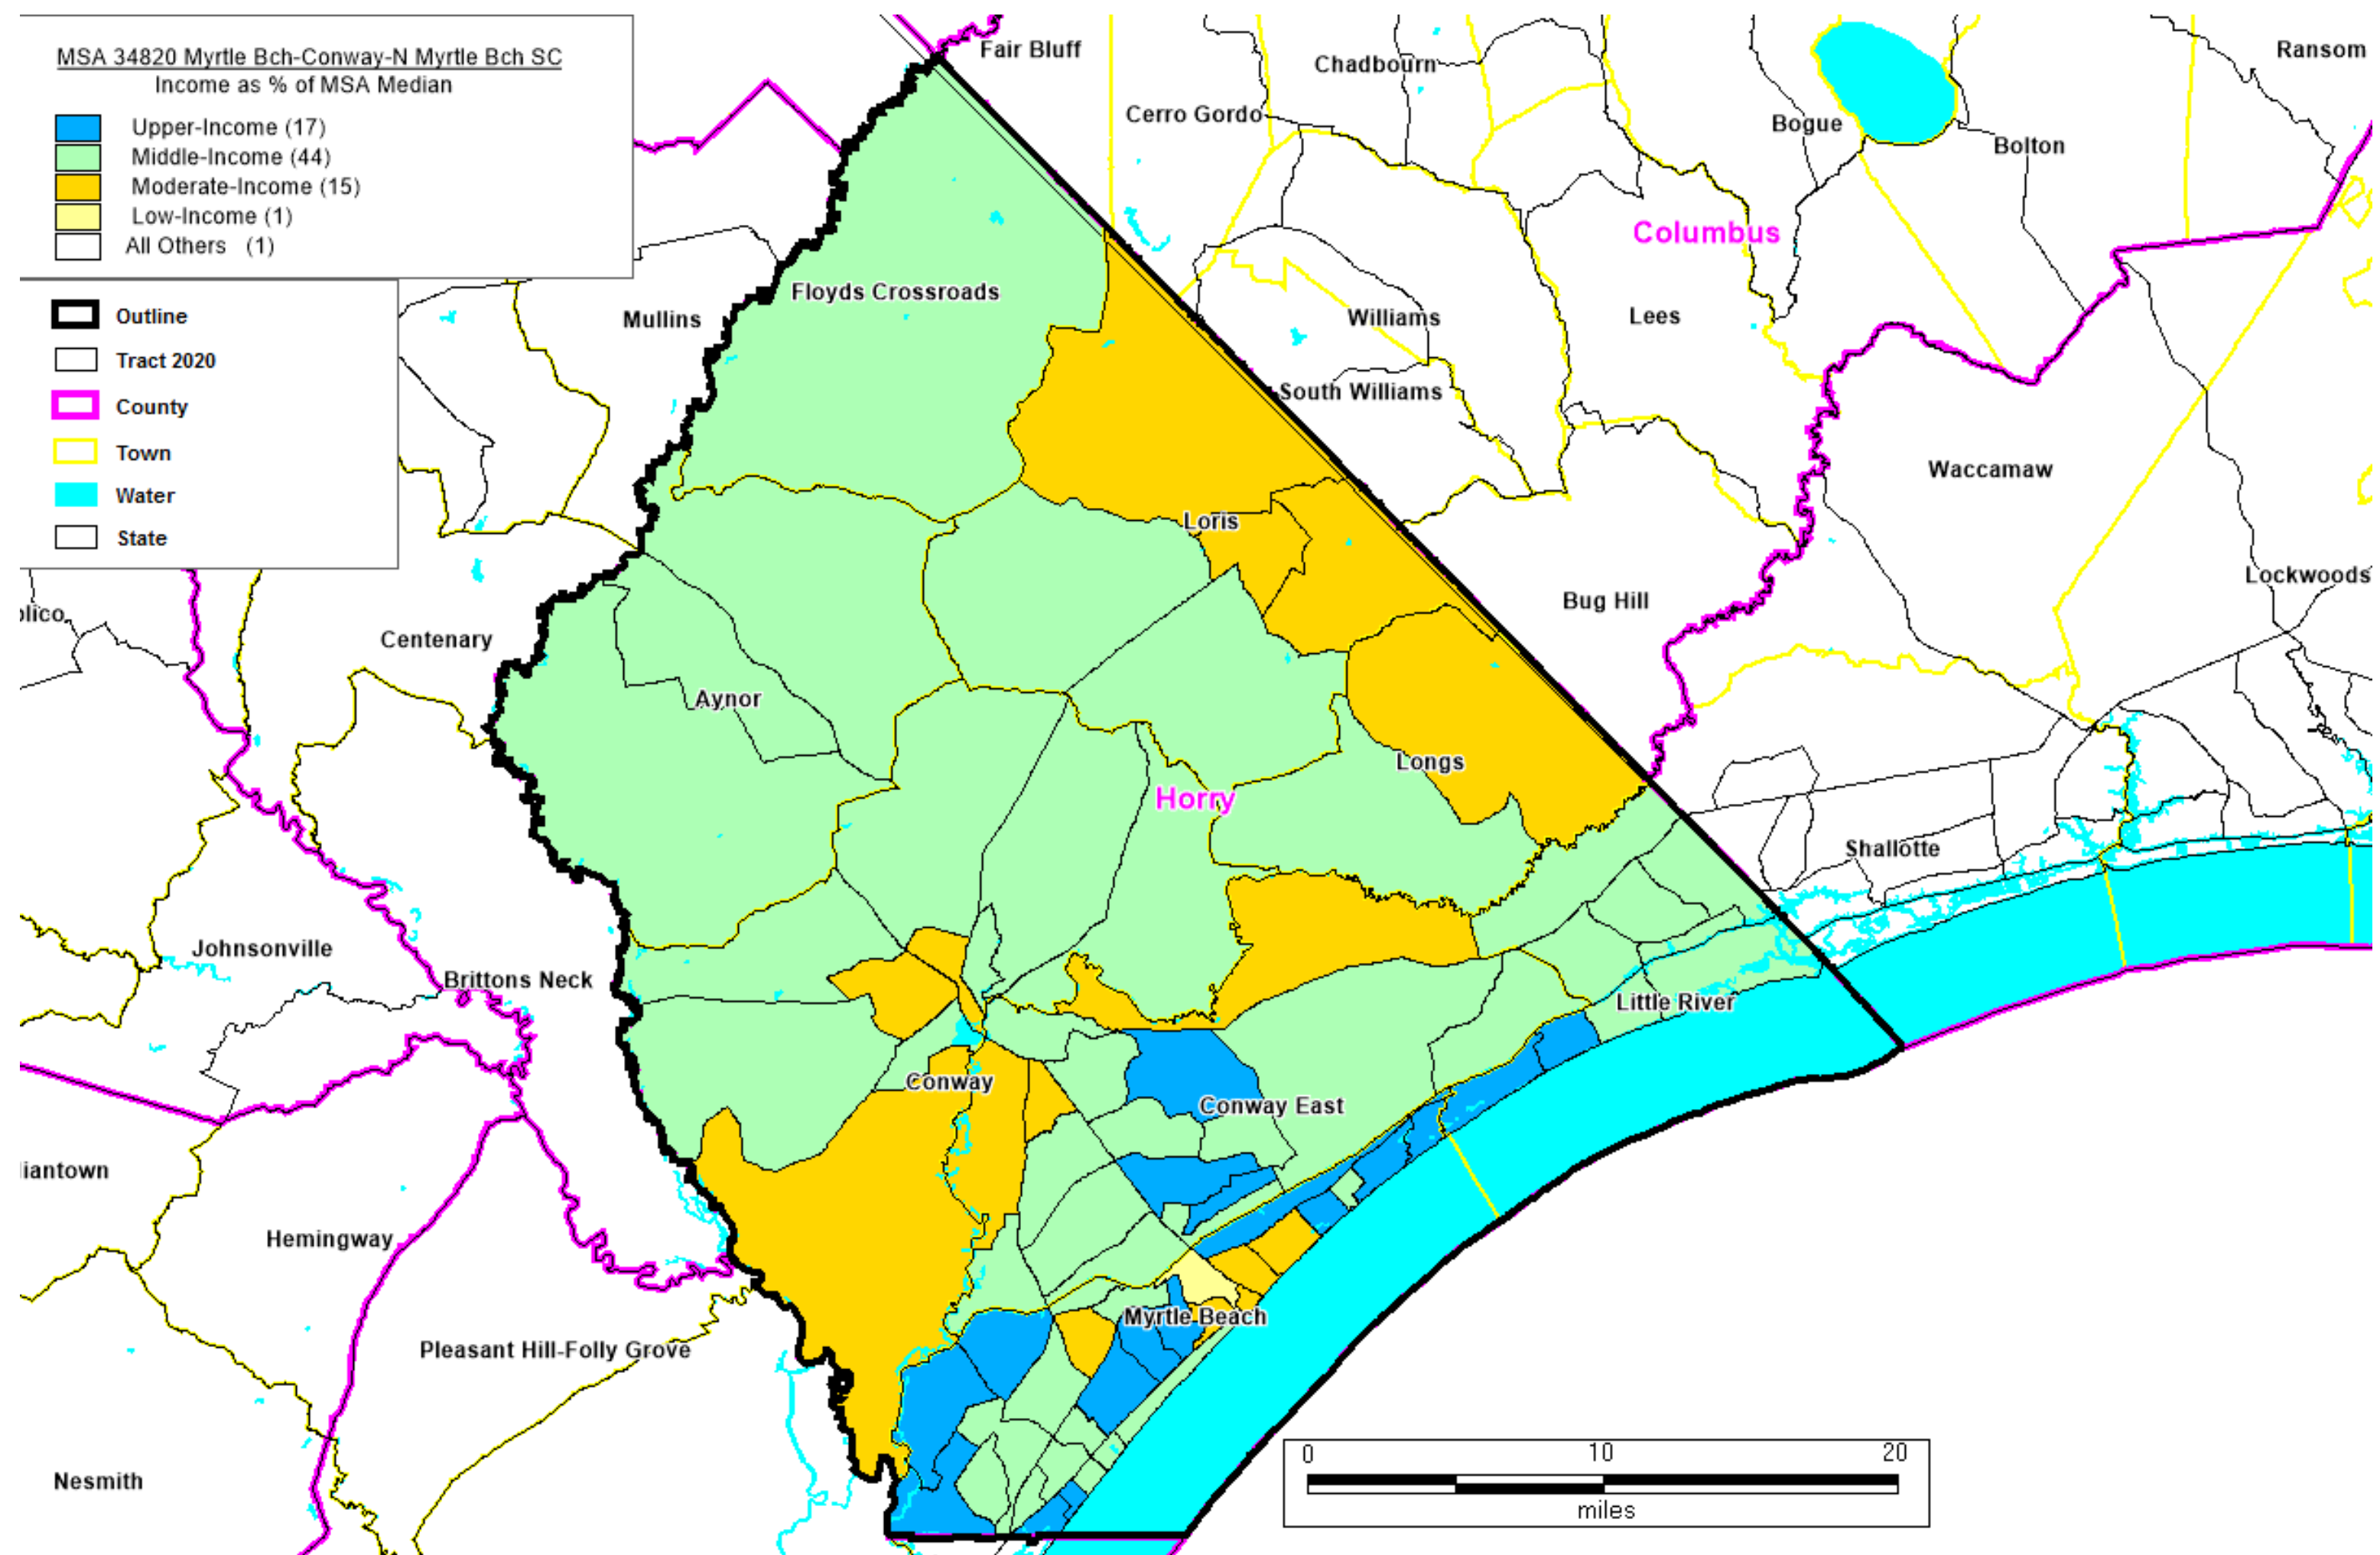 MSA 34820 Myrtle Bch-Conway-N Myrtle Bch SC
Income as % of MSA Median
Upper-Income (17)
Middle-Income (44)
Moderate-Income (15)
Low-Income (1)
All Others (1)
Outline
Tract 2020
County
Town
Water
State
Fair Bluff
Chadbourn
Ransom
Cerro Gordo
Bogue
Bolton
Columbus
Floyds Crossroads
Mullins
Williams
Lees
South Williams
Waccamaw
Loris
Lockwoods
Bug Hill
olico
Centenary
Aynor
Longs
Horry
Shallotte
Johnsonville
Brittons Neck
Little River
Conway
Conway East
iantown
Hemingway
Myrtle Beach
Pleasant Hill-Folly Grove
Nesmith
0 10 20
miles